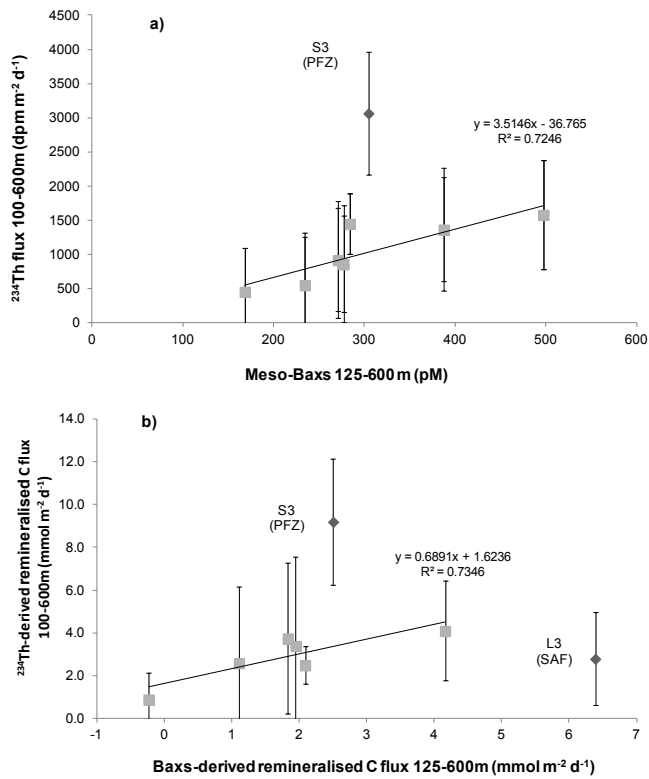 a)
S3
(PFZ)
y = 3.5146x - 36.765
R² = 0.7246
4500
4000
3500
3000
2500
2000
1500
1000
500
0
²³⁴Th flux 100-600m (dpm m⁻² d⁻¹)
0 100 200 300 400 500 600
Meso-Baxs 125-600 m (pM)
b)
S3
(PFZ)
y = 0.6891x + 1.6236
R² = 0.7346
L3
(SAF)
14.0
12.0
10.0
8.0
6.0
4.0
2.0
0.0
²³⁴Th-derived remineralised C flux
100-600m (mmol m⁻² d⁻¹)
-1 0 1 2 3 4 5 6 7
Baxs-derived remineralised C flux 125-600m (mmol m⁻² d⁻¹)